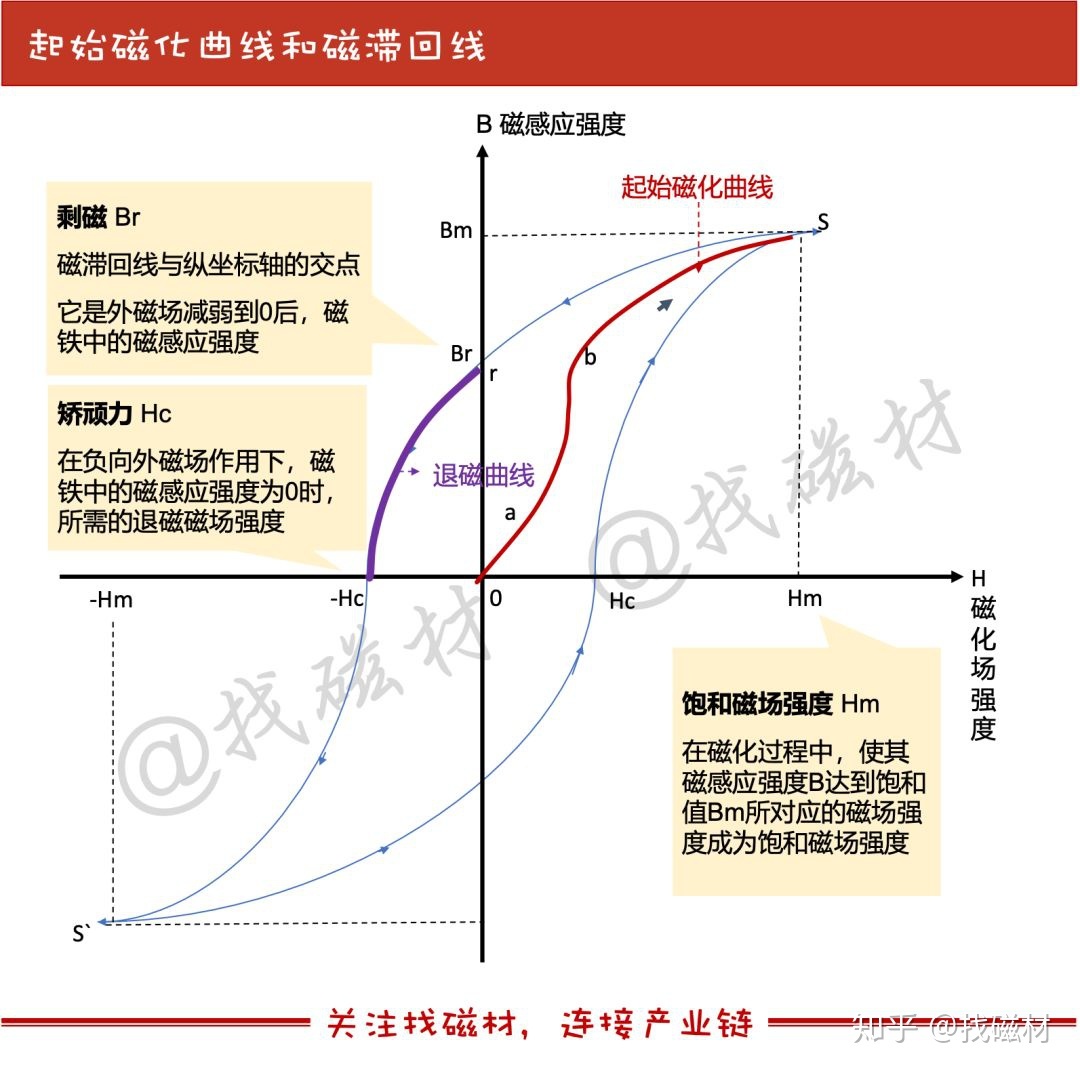 起始磁化曲线和磁滞回线
B 磁感应强度
起始磁化曲线
剩磁 Br
磁滞回线与纵坐标轴的交点
它是外磁场减弱到0后，磁
铁中的磁感应强度
Bm
S
Br
r
b
矫顽力 Hc
在负向外磁场作用下，磁
铁中的磁感应强度为0时，
所需的退磁磁场强度
退磁曲线
a
@找磁材
-Hm
-Hc
0
Hc
Hm
H
磁
化
场
强
度
@找磁材
饱和磁场强度 Hm
在磁化过程中，使其
磁感应强度B达到饱和
值Bm所对应的磁场强
度成为饱和磁场强度
S`
关注找磁材，连接产业链
知乎 @找磁材